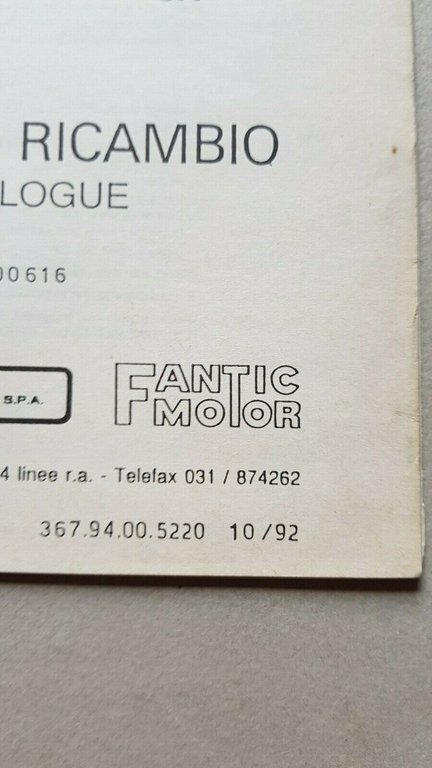 RICAMBIO
LOGUE
00616
S.P.A.
FANTIC
MOTOR
4 linee r.a. - Telefax 031 / 874262
367.94.00.5220 10/92